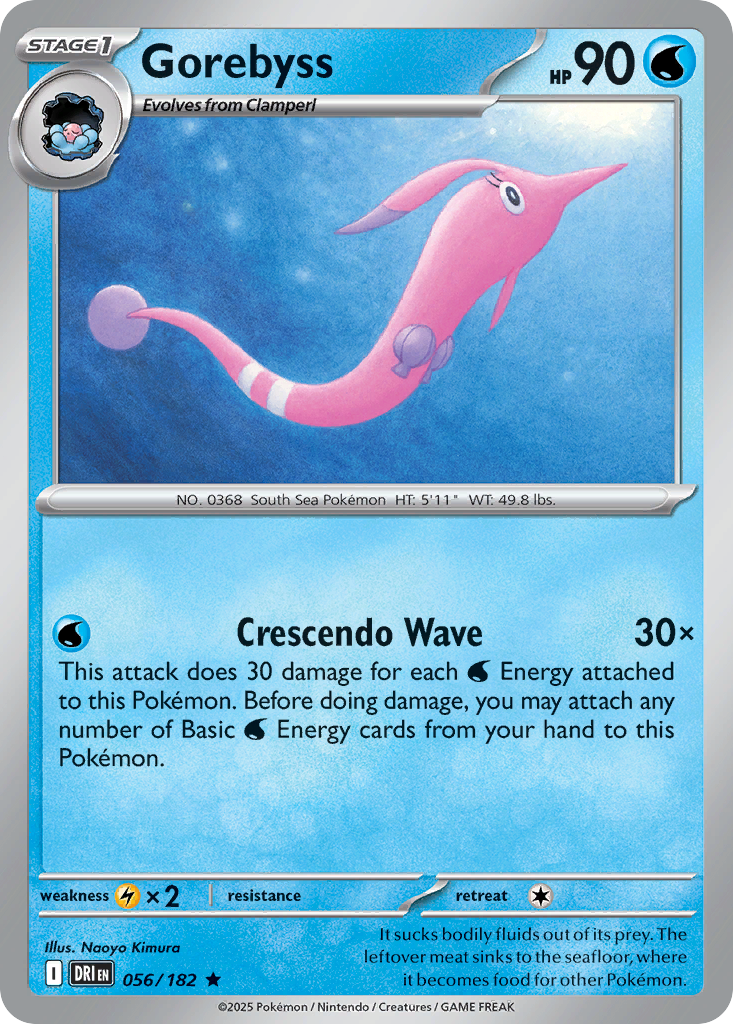 STAGE1
Gorebyss
HP 90
Evolves from Clamperl
NO. 0368 South Sea Pokémon HT: 5'11" WT: 49.8 lbs.
Crescendo Wave 30×
This attack does 30 damage for each Energy attached
to this Pokémon. Before doing damage, you may attach any
number of Basic Energy cards from your hand to this
Pokémon.
weakness ×2 resistance retreat
Illus. Naoyo Kimura
I DRI EN 056/182 ★
It sucks bodily fluids out of its prey. The
leftover meat sinks to the seafloor, where
it becomes food for other Pokémon.
©2025 Pokémon / Nintendo / Creatures / GAME FREAK